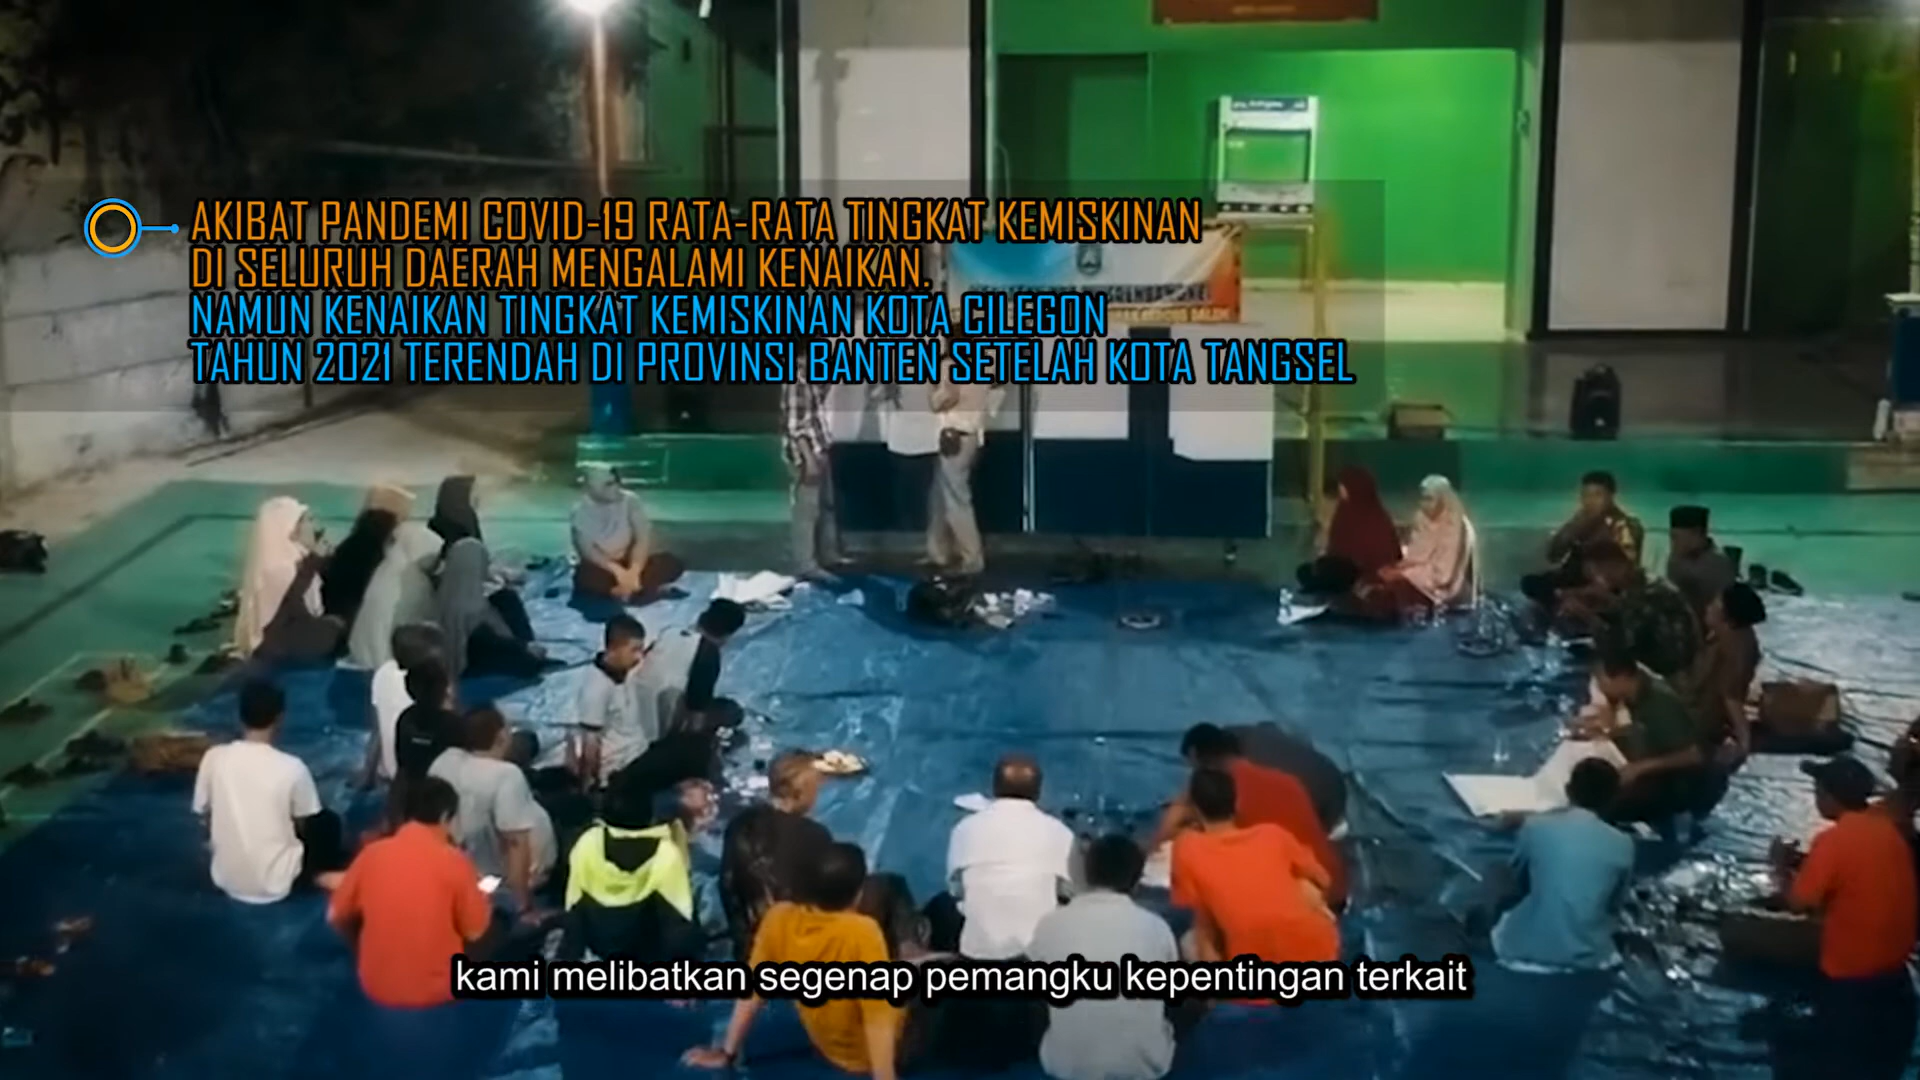 AKIBAT PANDEMI COVID-19 RATA-RATA TINGKAT KEMISKINAN
DI SELURUH DAERAH MENGALAMI KENAIKAN.
NAMUN KENAIKAN TINGKAT KEMISKINAN KOTA CILEGON
TAHUN 2021 TERENDAH DI PROVINSI BANTEN SETELAH KOTA TANGSEL
kami melibatkan segenap pemangku kepentingan terkait